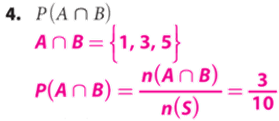 4. P(A ∩ B)
A ∩ B = {1, 3, 5}
P(A ∩ B) = n(A ∩ B) / n(S) = 3 / 10